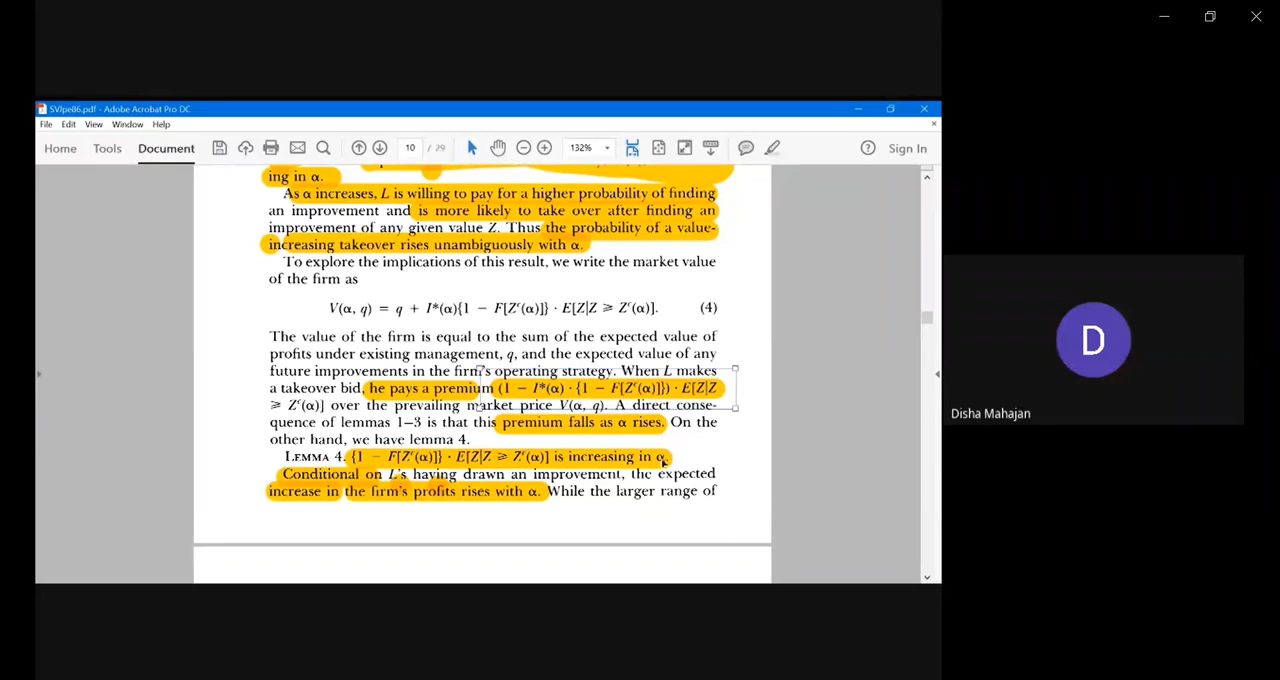 SVJpe86.pdf - Adobe Acrobat Pro DC
File Edit View Window Help
Home Tools Document 10 / 29 132% Sign In
ing in α.
As α increases, L is willing to pay for a higher probability of finding
an improvement and is more likely to take over after finding an
improvement of any given value Z. Thus the probability of a value-
increasing takeover rises unambiguously with α.
To explore the implications of this result, we write the market value
of the firm as
V(α, q) = q + I*(α){1 − F[Zᶜ(α)]} · E[Z|Z ⩾ Zᶜ(α)]. (4)
The value of the firm is equal to the sum of the expected value of
profits under existing management, q, and the expected value of any
future improvements in the firm's operating strategy. When L makes
a takeover bid, he pays a premium (1 − I*(α) · {1 − F[Zᶜ(α)]}) · E[Z|Z
⩾ Zᶜ(α)] over the prevailing market price V(α, q). A direct conse-
quence of lemmas 1–3 is that this premium falls as α rises. On the
other hand, we have lemma 4.
LEMMA 4. {1 − F[Zᶜ(α)]} · E[Z|Z ⩾ Zᶜ(α)] is increasing in α.
Conditional on L's having drawn an improvement, the expected
increase in the firm's profits rises with α. While the larger range of
D
Disha Mahajan